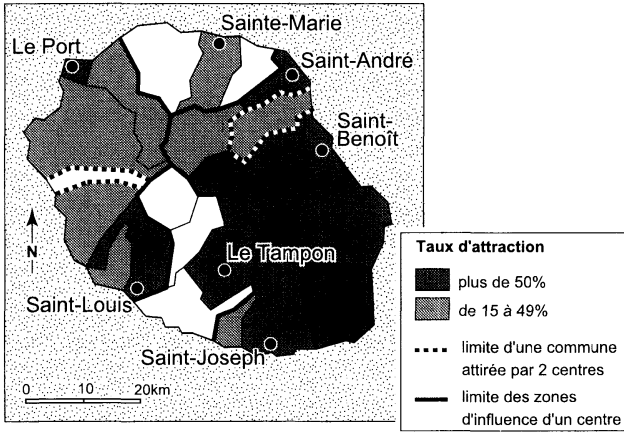 Sainte-Marie
Le Port
Saint-André
Saint-
Benoît
N
Le Tampon
Saint-Louis
Saint-Joseph
0 10 20km
Taux d'attraction
plus de 50%
de 15 à 49%
limite d'une commune
attirée par 2 centres
limite des zones
d'influence d'un centre